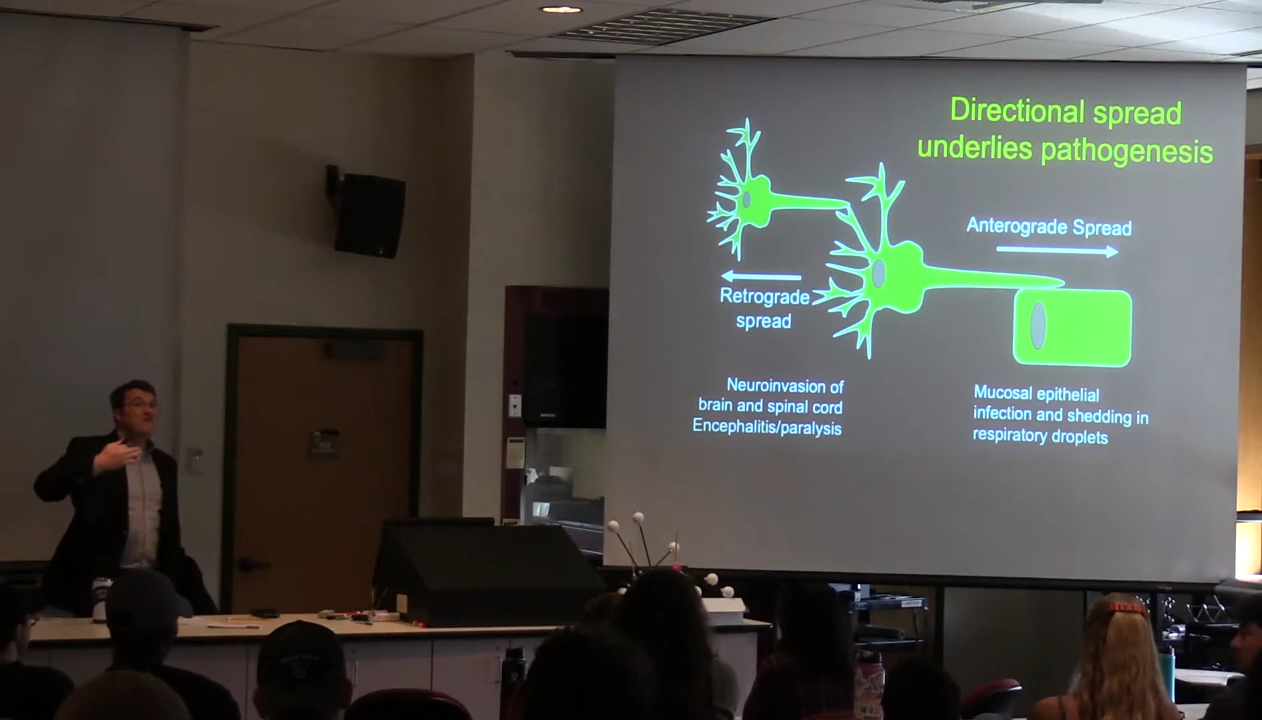 Directional spread
underlies pathogenesis
Anterograde Spread
Retrograde
spread
Neuroinvasion of
brain and spinal cord
Encephalitis/paralysis
Mucosal epithelial
infection and shedding in
respiratory droplets